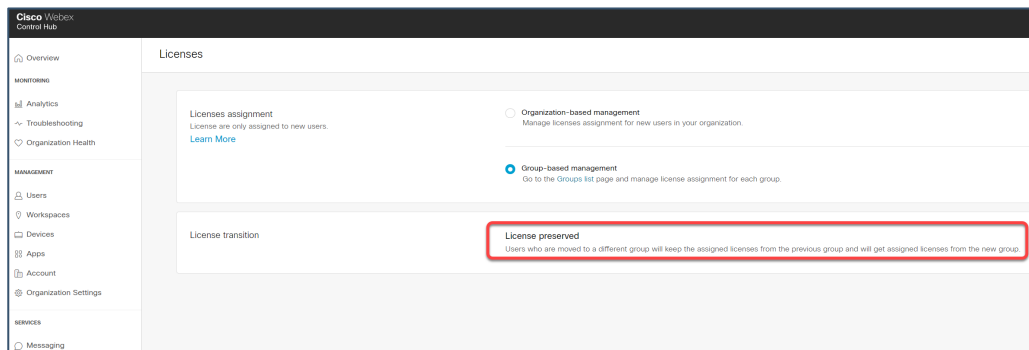 Cisco Webex
Control Hub
Overview
MONITORING
Analytics
Troubleshooting
Organization Health
MANAGEMENT
Users
Workspaces
Devices
Apps
Account
Organization Settings
SERVICES
Messaging
Licenses
Licenses assignment
License are only assigned to new users.
Learn More
Organization-based management
Manage licenses assignment for new users in your organization.
Group-based management
Go to the Groups list page and manage license assignment for each group.
License transition
License preserved
Users who are moved to a different group will keep the assigned licenses from the previous group and will get assigned licenses from the new group.